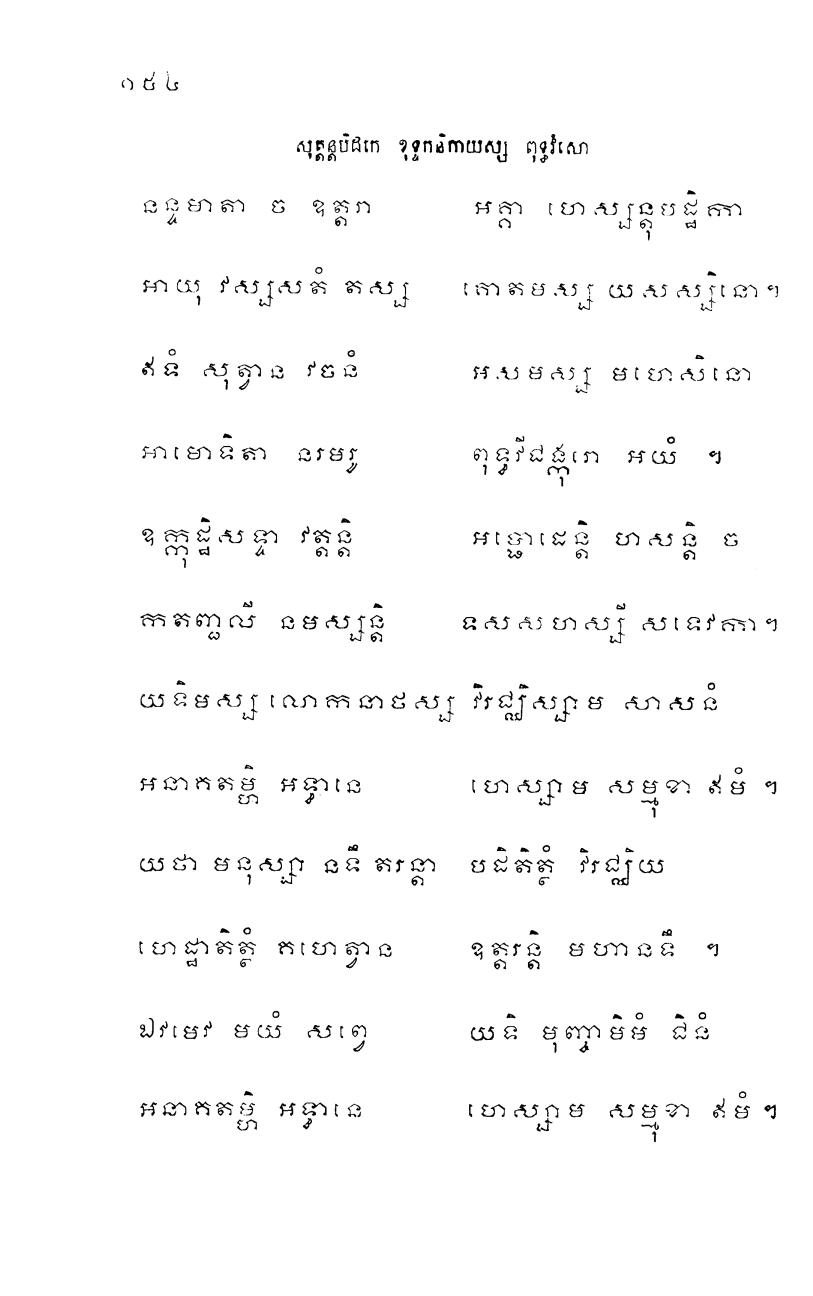 ១៥៤
សុត្តន្តបិដកេ ខុទ្ទកនិកាយស្ស ពុទ្ធវំសោ
នន្ទមាតា ច ឧត្តរា អគ្គា ហេស្សន្តុបដ្ឋិកា
អាយុ វស្សសតំ តស្ស គោតមស្ស យសស្សិនោ។
ឥទំ សុត្វាន វចនំ អសមស្ស មហេសិនោ
អាមោទិតា នរមរូ ពុទ្ធវីជង្កុរោ អយំ ។
ឧក្កុដ្ឋិសទ្ទា វត្តន្តិ អប្ផោដេន្តិ ហសន្តិ ច
កតញ្ជលី នមស្សន្តិ ទសសហស្សី សទេវកា។
យទិមស្ស លោកនាថស្ស វិរជ្ឈិស្សាម សាសនំ
អនាគតម្ហិ អទ្ធានេ ហេស្សាម សម្មុខា ឥមំ ។
យថា មនុស្សា នទឹ តរន្តា បដិតិត្ថំ វិរជ្ឈិយ
ហេដ្ឋាតិត្ថំ គហេត្វាន ឧត្តរន្តិ មហានទឹ ។
ឯវមេវ មយំ សព្វេ យទិ មុញ្ចាមិមំ ជិនំ
អនាគតម្ហិ អទ្ធានេ ហេស្សាម សម្មុខា ឥមំ ។